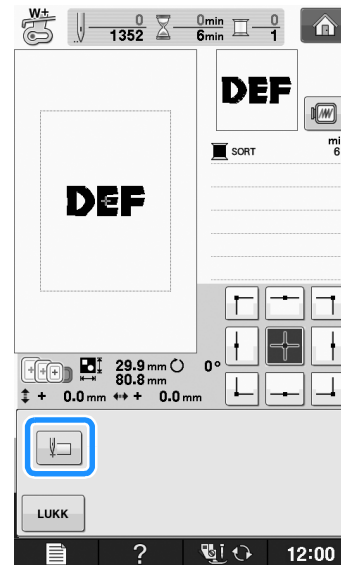 W+
0
1352
0min
6min
0
1
DEF
SORT
mi
6
DEF
29.9 mm
80.8 mm
0°
+ 0.0 mm
+ 0.0 mm
LUKK
?
12:00